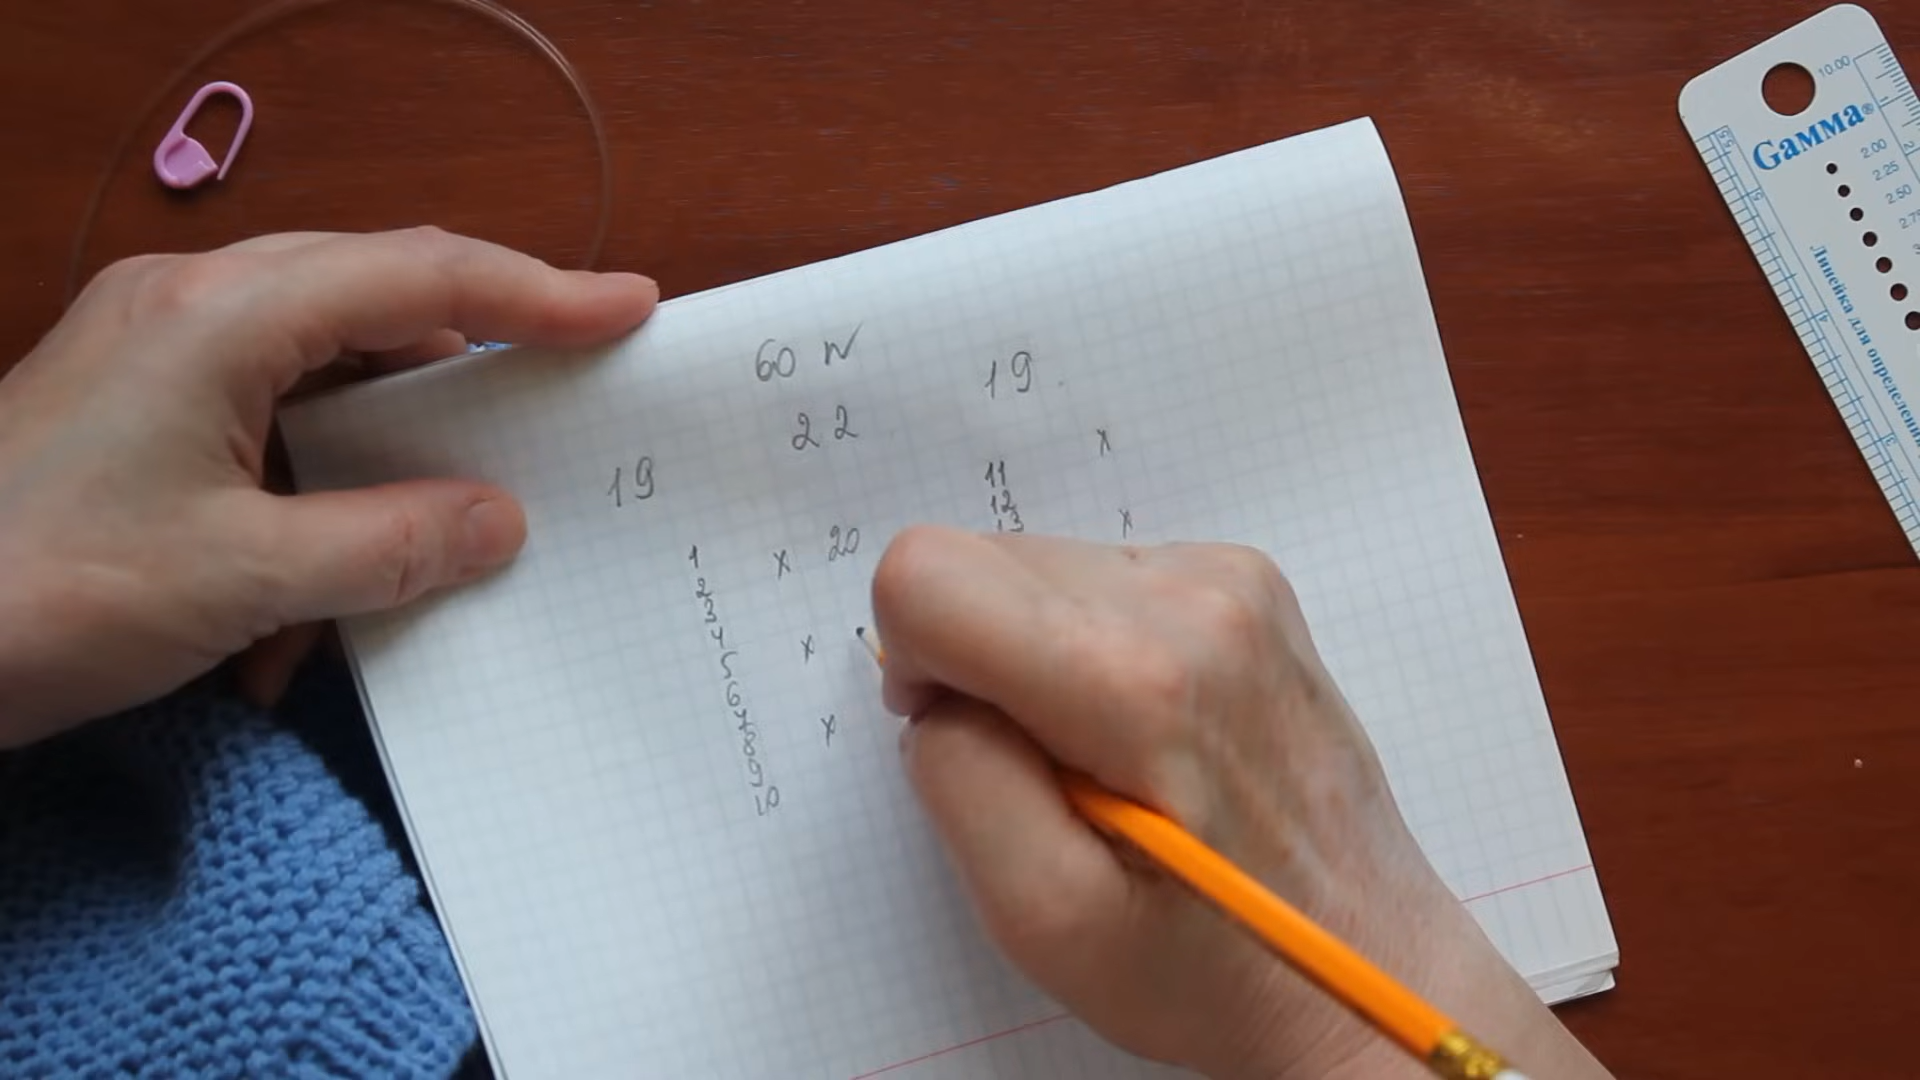 60 п
22
19
19
20
x
x
x
1
2
3
4
5
6
7
8
9
10
11
12
13
x
x
10.00
Gамма®
2.00
2.25
2.50
Линейка для определения